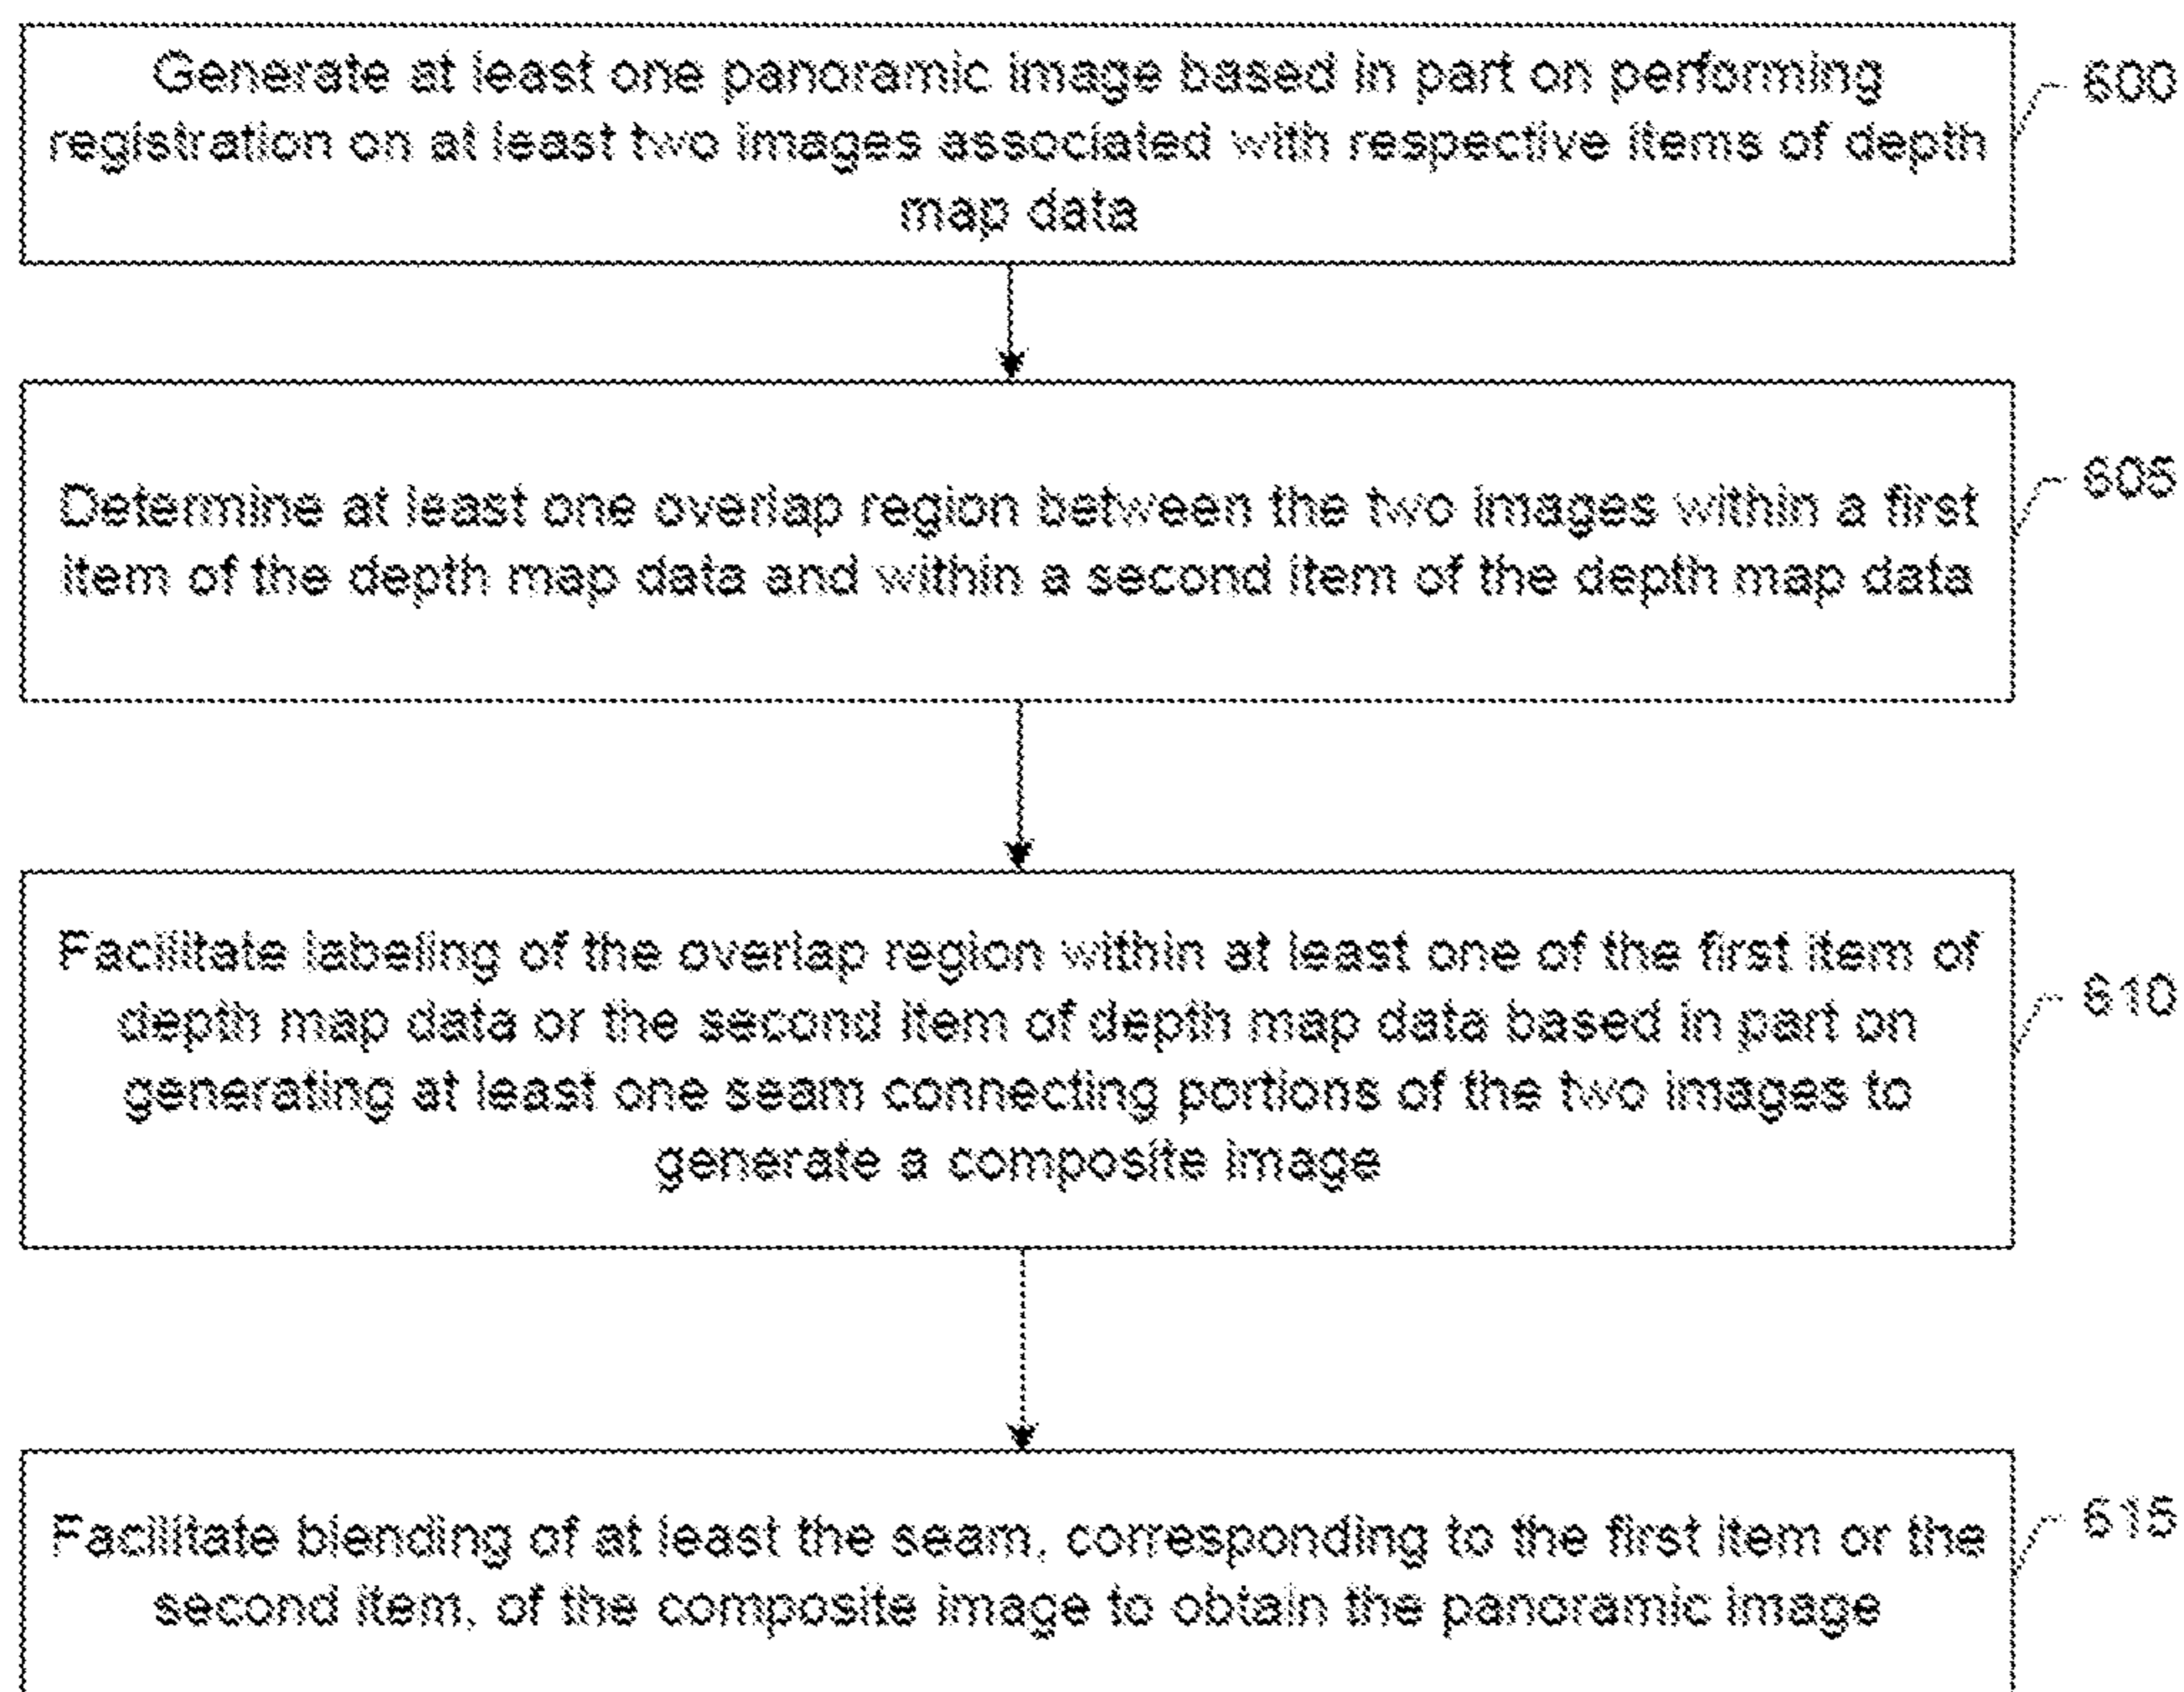 Generate at least one panoramic image based in part on performing
registration on at least two images associated with respective items of depth
map data
600
Determine at least one overlap region between the two images within a first
item of the depth map data and within a second item of the depth map data
605
Facilitate labeling of the overlap region within at least one of the first item of
depth map data or the second item of depth map data based in part on
generating at least one seam connecting portions of the two images to
generate a composite image
610
Facilitate blending of at least the seam, corresponding to the first item or the
second item, of the composite image to obtain the panoramic image
615